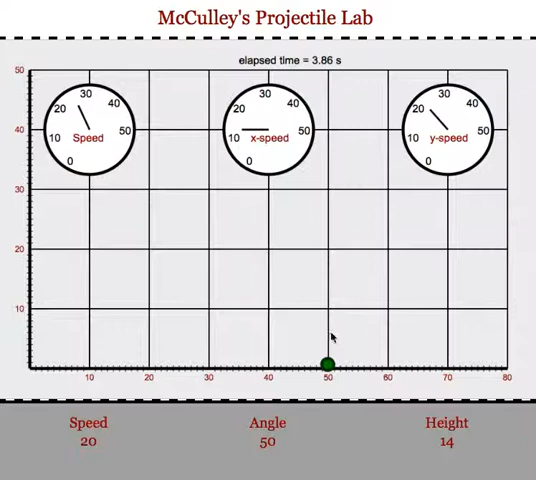 McCulley's Projectile Lab
elapsed time = 3.86 s
50
40
30
20
10
0 10 20 30 40 50
Speed
0 10 20 30 40 50
x-speed
0 10 20 30 40 50
y-speed
10 20 30 40 50 60 70 80
Speed Angle Height
20 50 14